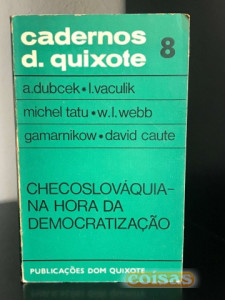 cadernos
d. quixote 8
a.dubcek•l.vaculik
michel tatu•w.l.webb
gamarnikow•david caute
CHECOSLOVÁQUIA-
NA HORA DA
DEMOCRATIZAÇÃO
PUBLICAÇÕES DOM QUIXOTE
coisas